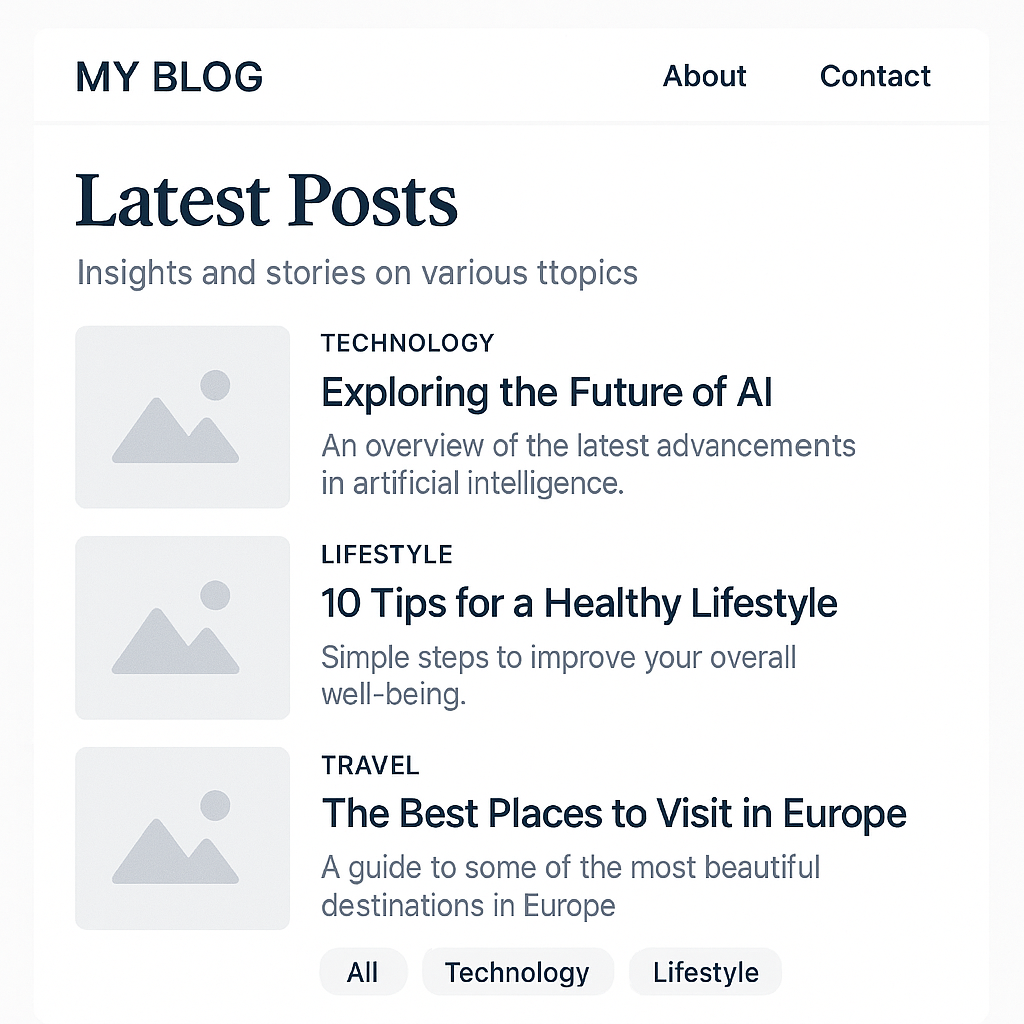 MY BLOG
About Contact
Latest Posts
Insights and stories on various ttopics
TECHNOLOGY
Exploring the Future of AI
An overview of the latest advancements
in artificial intelligence.
LIFESTYLE
10 Tips for a Healthy Lifestyle
Simple steps to improve your overall
well-being.
TRAVEL
The Best Places to Visit in Europe
A guide to some of the most beautiful
destinations in Europe
All Technology Lifestyle